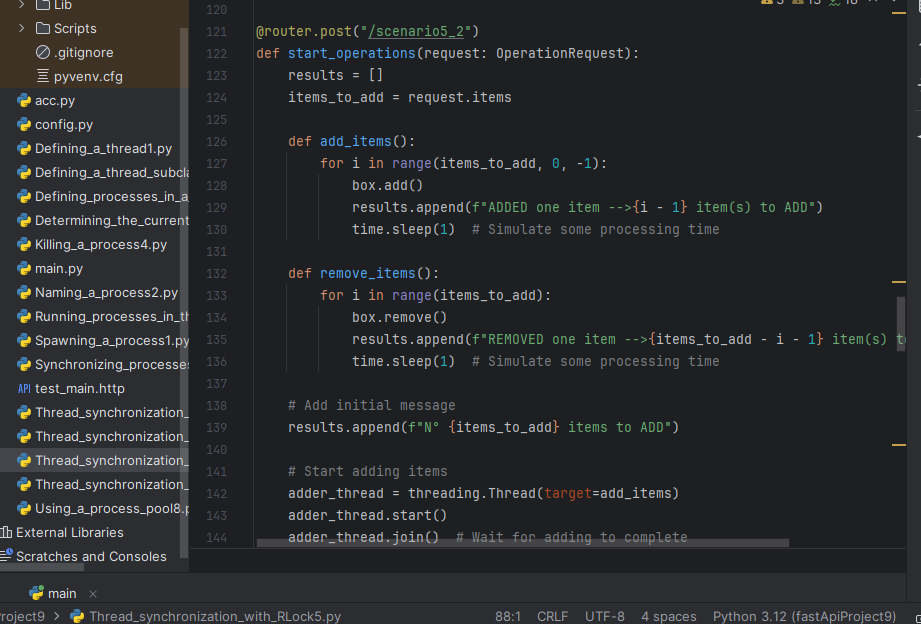 Lib
Scripts
.gitignore
pyvenv.cfg
acc.py
config.py
Defining_a_thread1.py
Defining_a_thread_subcla
Defining_processes_in_a
Determining_the_current
Killing_a_process4.py
main.py
Naming_a_process2.py
Running_processes_in_th
Spawning_a_process1.py
Synchronizing_processes
API test_main.http
Thread_synchronization_
Thread_synchronization_
Thread_synchronization_
Thread_synchronization_
Using_a_process_pool8.p
External Libraries
Scratches and Consoles
120
121 @router.post("/scenario5_2")
122 def start_operations(request: OperationRequest):
123     results = []
124     items_to_add = request.items
125
126     def add_items():
127         for i in range(items_to_add, 0, -1):
128             box.add()
129             results.append(f"ADDED one item -->{i - 1} item(s) to ADD")
130             time.sleep(1)  # Simulate some processing time
131
132     def remove_items():
133         for i in range(items_to_add):
134             box.remove()
135             results.append(f"REMOVED one item -->{items_to_add - i - 1} item(s) t
136             time.sleep(1)  # Simulate some processing time
137
138     # Add initial message
139     results.append(f"N° {items_to_add} items to ADD")
140
141     # Start adding items
142     adder_thread = threading.Thread(target=add_items)
143     adder_thread.start()
144     adder_thread.join()  # Wait for adding to complete
main
roject9 > Thread_synchronization_with_RLock5.py 88:1 CRLF UTF-8 4 spaces Python 3.12 (fastApiProject9)